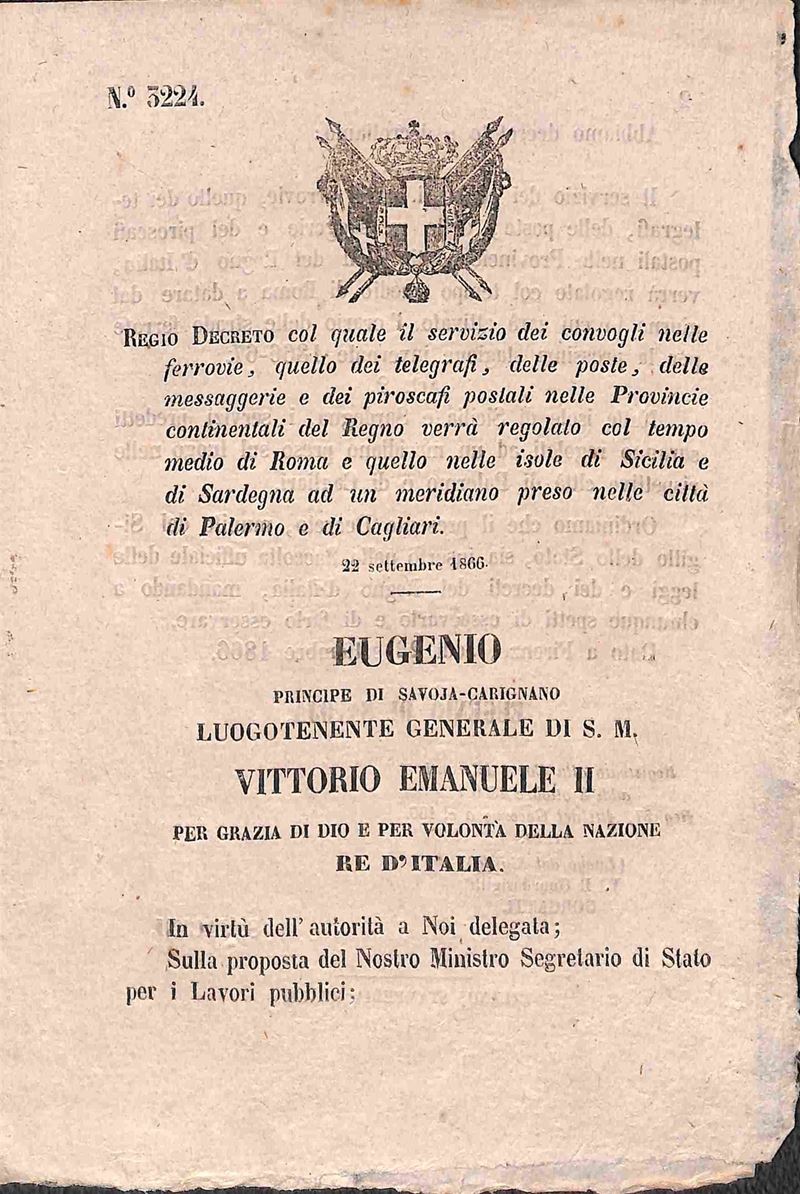 N.º 3224.
REGIO DECRETO col quale il servizio dei convogli nelle
ferrovie, quello dei telegrafi, delle poste, delle
messaggerie e dei piroscafi postali nelle Provincie
continentali del Regno verrà regolato col tempo
medio di Roma e quello nelle isole di Sicilia e
di Sardegna ad un meridiano preso nelle città
di Palermo e di Cagliari.
22 settembre 1866.
EUGENIO
PRINCIPE DI SAVOJA-CARIGNANO
LUOGOTENENTE GENERALE DI S. M.
VITTORIO EMANUELE II
PER GRAZIA DI DIO E PER VOLONTÀ DELLA NAZIONE
RE D'ITALIA.
In virtù dell'autorità a Noi delegata;
Sulla proposta del Nostro Ministro Segretario di Stato
per i Lavori pubblici;